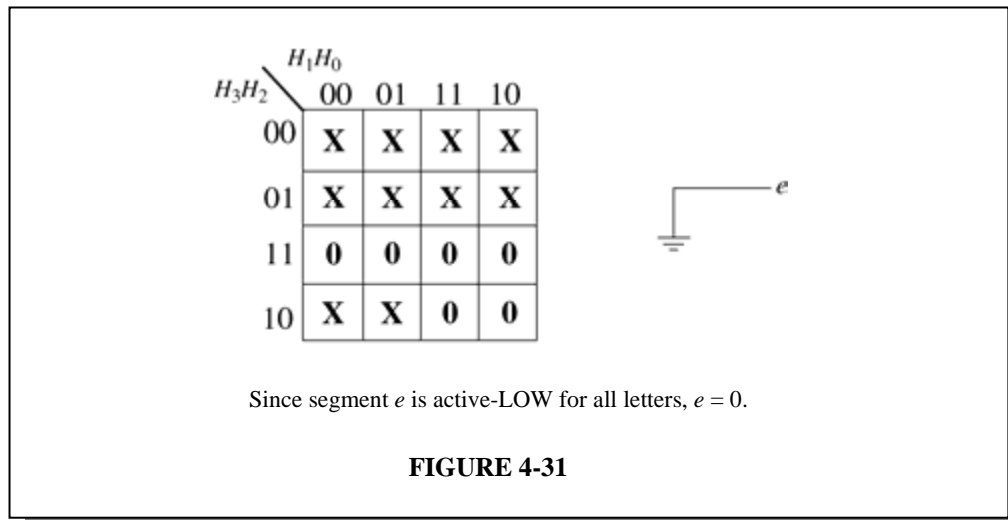 H₁H₀
H₃H₂ 00 01 11 10
00 X X X X
01 X X X X
11 0 0 0 0
10 X X 0 0
e
Since segment e is active-LOW for all letters, e = 0.
FIGURE 4-31